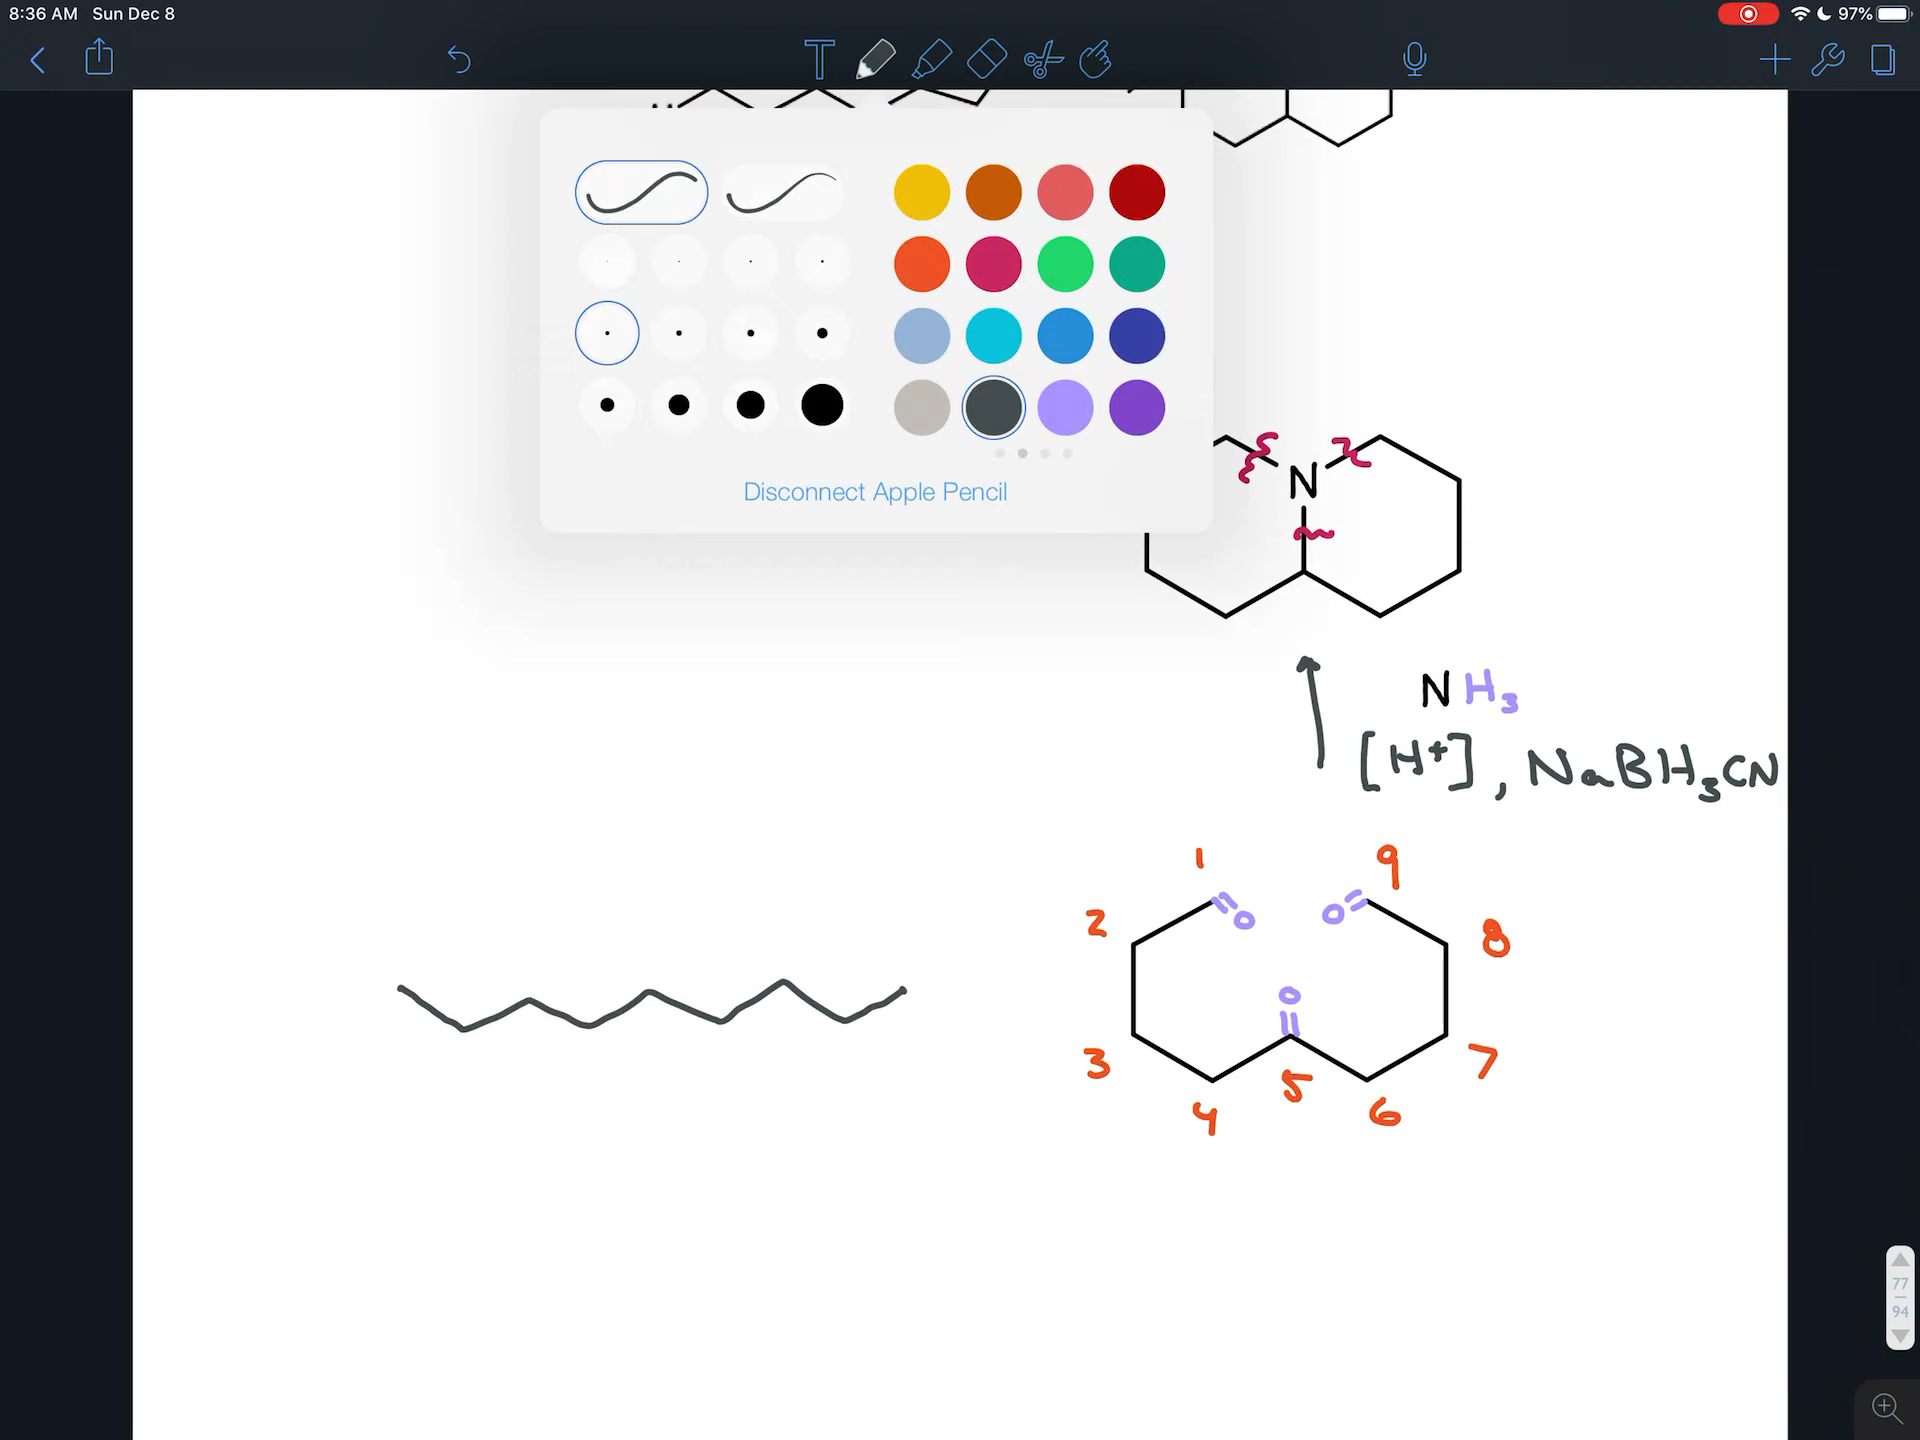 8:36 AM Sun Dec 8
97%
T
Disconnect Apple Pencil
N
NH₃
[H⁺], NaBH₃CN
1 9
2 O O 8
O
3 5 7
4 6
77
94